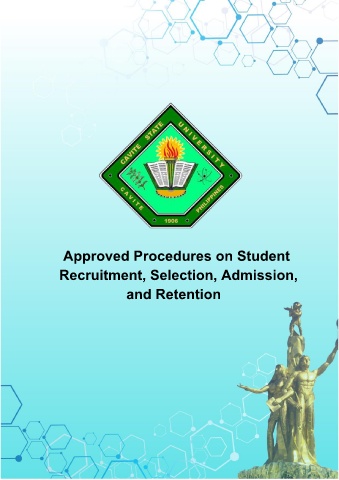 CAVITE STATE UNIVERSITY
CAVITE
1906
PHILIPPINES
Approved Procedures on Student
Recruitment, Selection, Admission,
and Retention